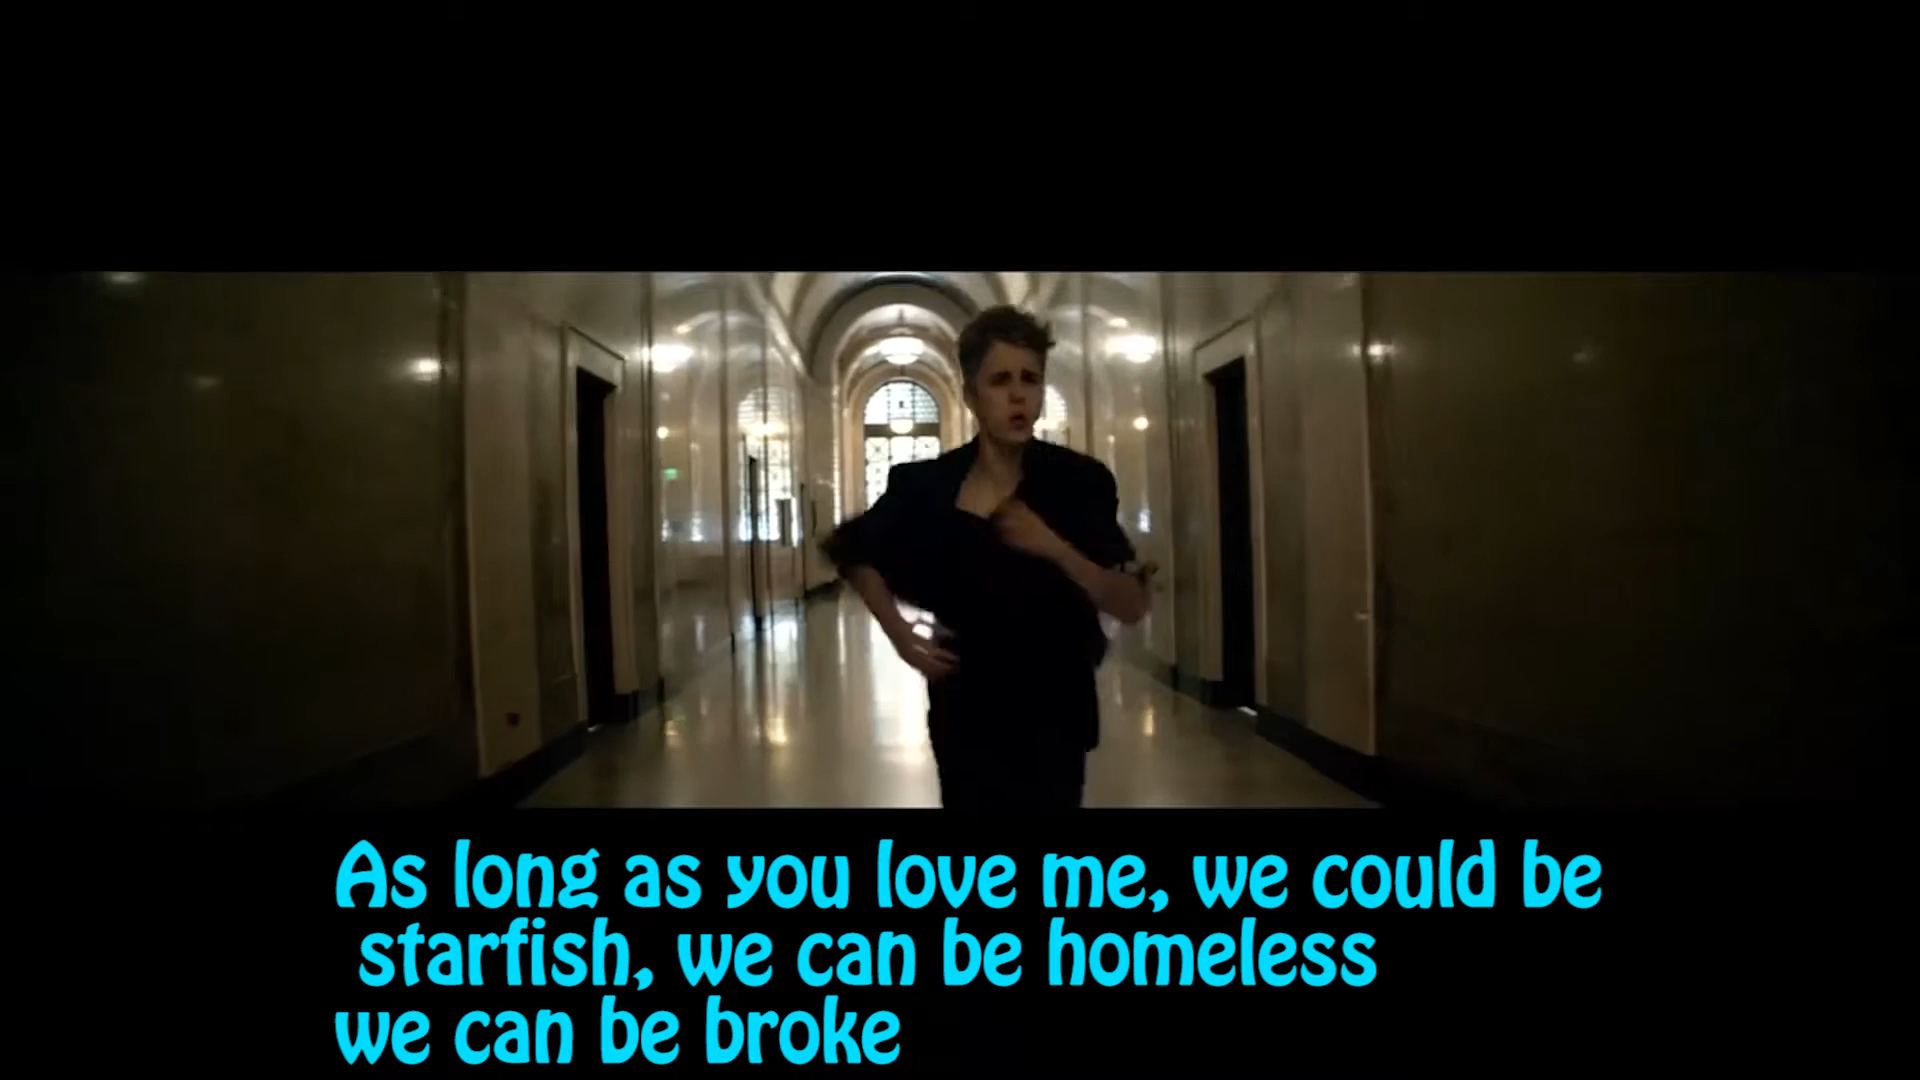 As long as you love me, we could be
starfish, we can be homeless
we can be broke